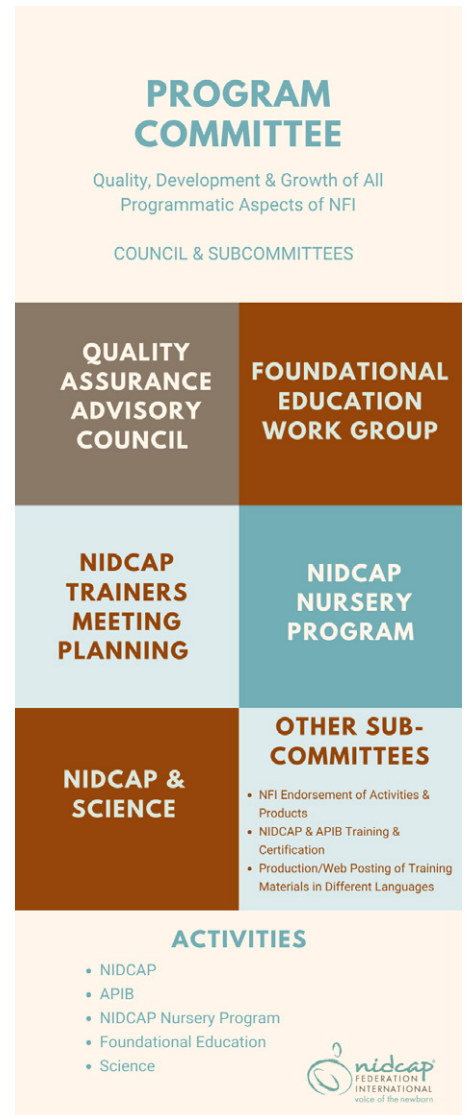 PROGRAM
COMMITTEE
Quality, Development & Growth of All
Programmatic Aspects of NFI
COUNCIL & SUBCOMMITTEES
QUALITY
ASSURANCE
ADVISORY
COUNCIL
FOUNDATIONAL
EDUCATION
WORK GROUP
NIDCAP
TRAINERS
MEETING
PLANNING
NIDCAP
NURSERY
PROGRAM
NIDCAP &
SCIENCE
OTHER SUB-
COMMITTEES
• NFI Endorsement of Activities &
Products
• NIDCAP & APIB Training &
Certification
• Production/Web Posting of Training
Materials in Different Languages
ACTIVITIES
• NIDCAP
• APIB
• NIDCAP Nursery Program
• Foundational Education
• Science
nidcap®
FEDERATION
INTERNATIONAL
voice of the newborn